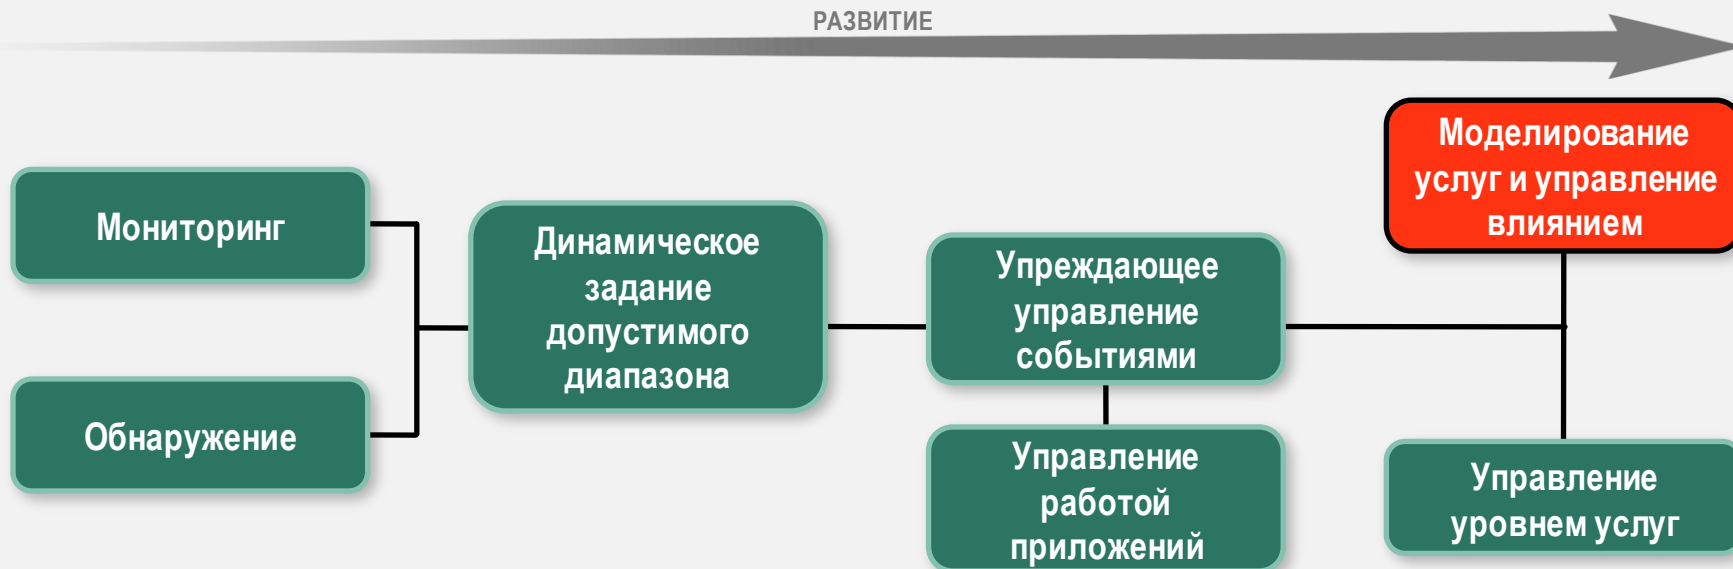 РАЗВИТИЕ
Моделирование
услуг и управление
влиянием
Мониторинг
Динамическое
задание
допустимого
диапазона
Упреждающее
управление
событиями
Обнаружение
Управление
работой
приложений
Управление
уровнем услуг